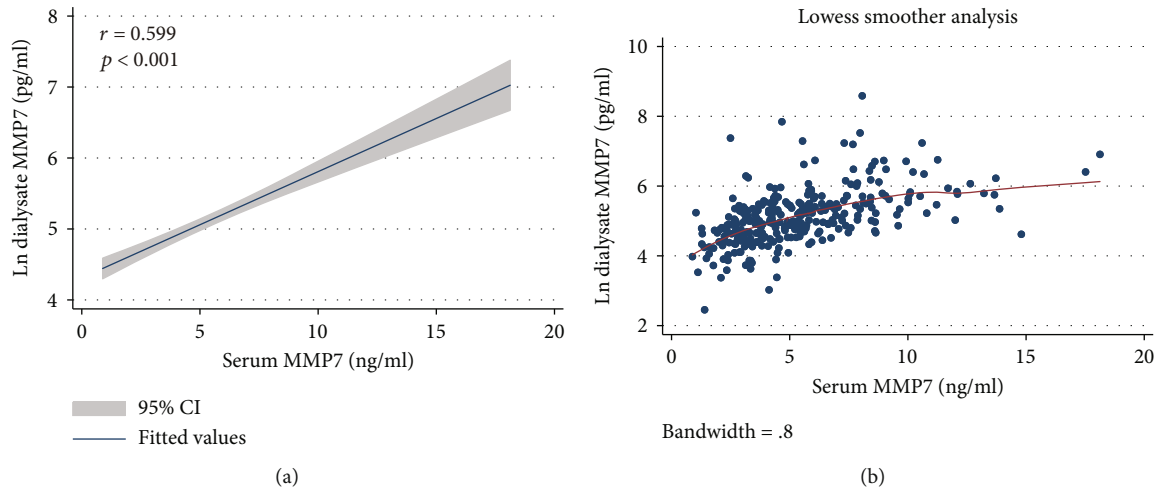 r = 0.599
p < 0.001
Ln dialysate MMP7 (pg/ml)
8
7
6
5
4
0
5
10
15
20
Serum MMP7 (ng/ml)
95% CI
Fitted values
(a)
Lowess smoother analysis
Ln dialysate MMP7 (pg/ml)
10
8
6
4
2
0
5
10
15
20
Serum MMP7 (ng/ml)
Bandwidth = .8
(b)